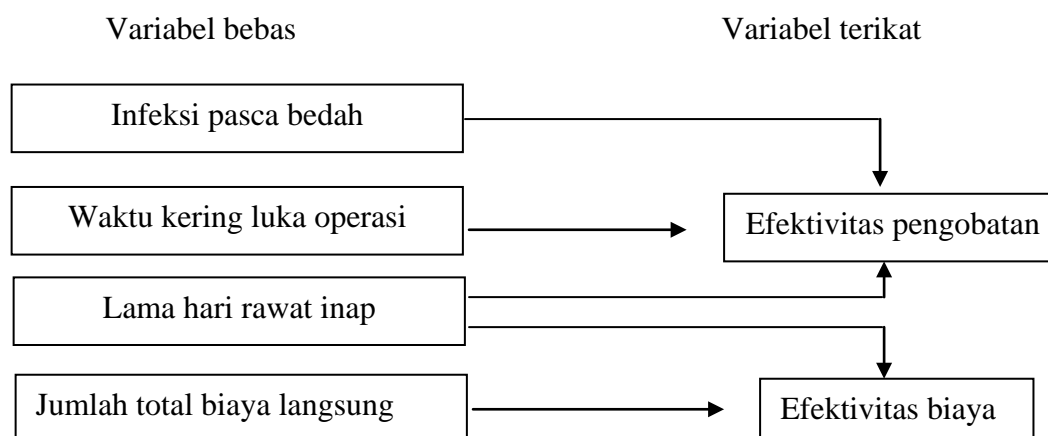 Variabel bebas
Variabel terikat
Infeksi pasca bedah
Waktu kering luka operasi
Efektivitas pengobatan
Lama hari rawat inap
Jumlah total biaya langsung
Efektivitas biaya